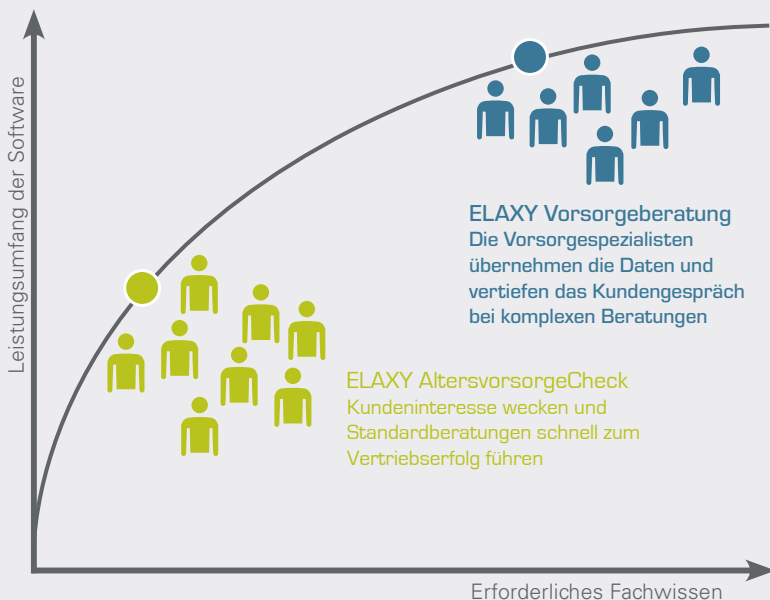 Leistungsumfang der Software
ELAXY Vorsorgeberatung
Die Vorsorgespezialisten
übernehmen die Daten und
vertiefen das Kundengespräch
bei komplexen Beratungen
ELAXY AltersvorsorgeCheck
Kundeninteresse wecken und
Standardberatungen schnell zum
Vertriebserfolg führen
Erforderliches Fachwissen